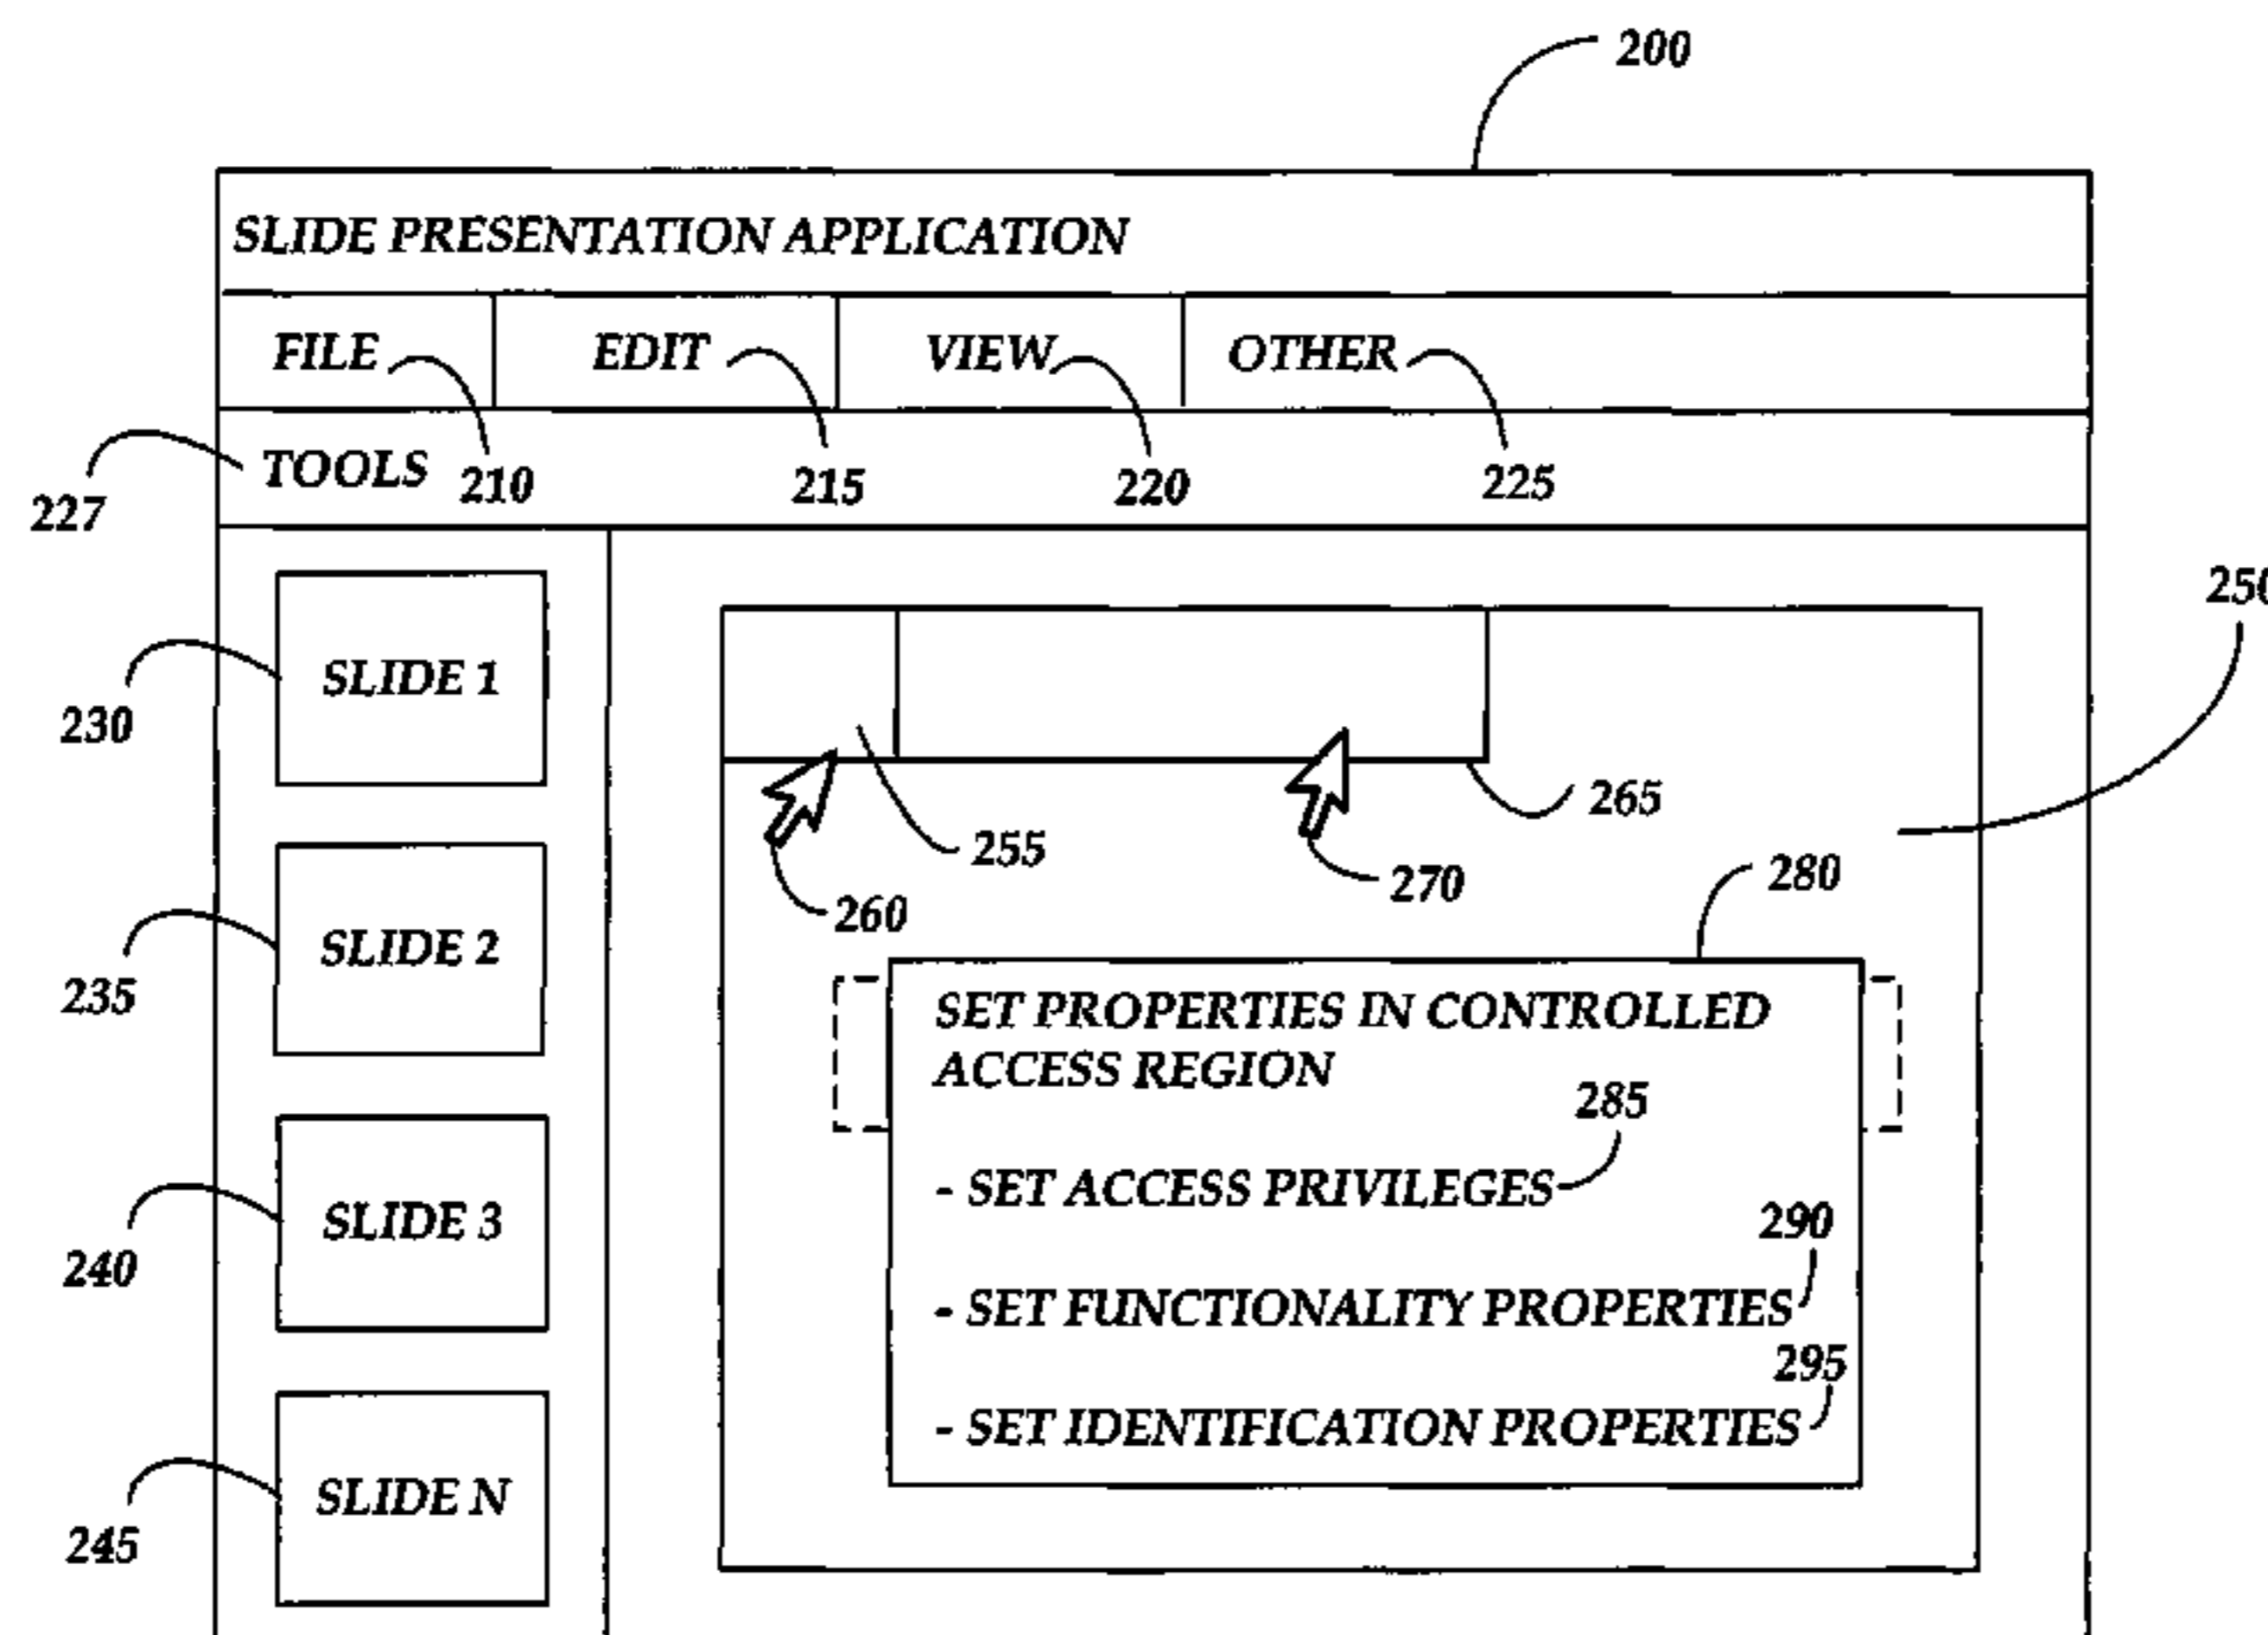 200
SLIDE PRESENTATION APPLICATION
FILE EDIT VIEW OTHER
TOOLS 210 215 220 225
227
250
SLIDE 1
230
265
255
280
270
260
SLIDE 2
235
SET PROPERTIES IN CONTROLLED
ACCESS REGION
285
- SET ACCESS PRIVILEGES
290
SLIDE 3
240
- SET FUNCTIONALITY PROPERTIES
295
- SET IDENTIFICATION PROPERTIES
SLIDE N
245